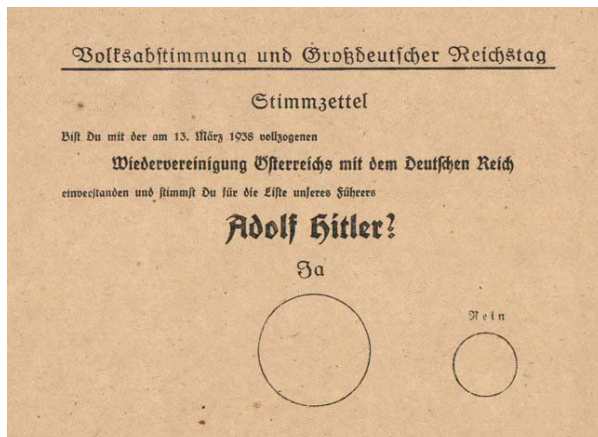 Volksabstimmung und Großdeutscher Reichstag
Stimmzettel
Bist Du mit der am 13. März 1938 vollzogenen
Wiedervereinigung Österreichs mit dem Deutschen Reich
einverstanden und stimmst Du für die Liste unseres Führers
Adolf Hitler?
Ja
Nein